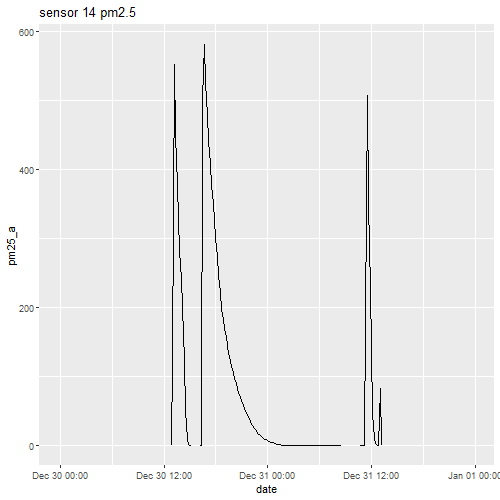 sensor 14 pm2.5
600
400
200
0
pm25_a
Dec 30 00:00
Dec 30 12:00
Dec 31 00:00
Dec 31 12:00
Jan 01 00:00
date